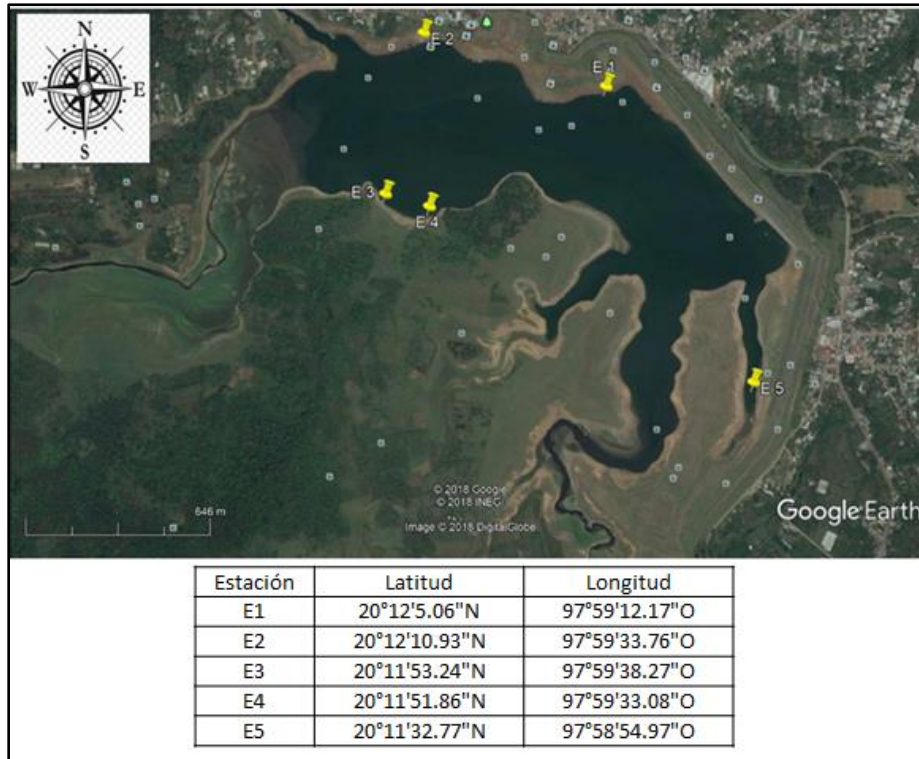 N
W E
S
E 2
E 1
E 3
E 4
E 5
© 2018 Google
© 2018 INEGI
Image © 2018 DigitalGlobe
646 m
Google Earth
Estación Latitud Longitud
E1 20°12'5.06"N 97°59'12.17"O
E2 20°12'10.93"N 97°59'33.76"O
E3 20°11'53.24"N 97°59'38.27"O
E4 20°11'51.86"N 97°59'33.08"O
E5 20°11'32.77"N 97°58'54.97"O